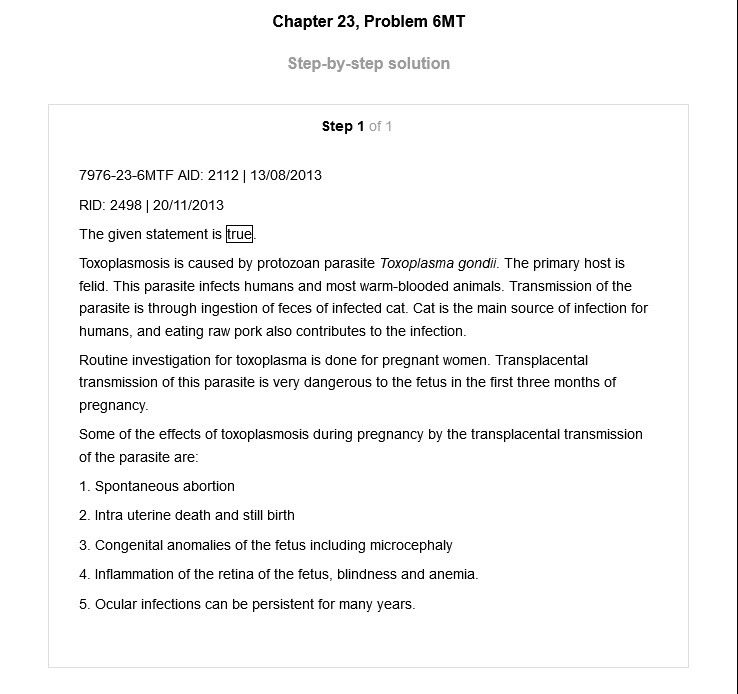 Chapter 23, Problem 6MT
Step-by-step solution
Step 1 of 1
7976-23-6MTF AID: 2112 | 13/08/2013
RID: 2498 | 20/11/2013
The given statement is true.
Toxoplasmosis is caused by protozoan parasite Toxoplasma gondii. The primary host is
felid. This parasite infects humans and most warm-blooded animals. Transmission of the
parasite is through ingestion of feces of infected cat. Cat is the main source of infection for
humans, and eating raw pork also contributes to the infection.
Routine investigation for toxoplasma is done for pregnant women. Transplacental
transmission of this parasite is very dangerous to the fetus in the first three months of
pregnancy.
Some of the effects of toxoplasmosis during pregnancy by the transplacental transmission
of the parasite are:
1. Spontaneous abortion
2. Intra uterine death and still birth
3. Congenital anomalies of the fetus including microcephaly
4. Inflammation of the retina of the fetus, blindness and anemia.
5. Ocular infections can be persistent for many years.